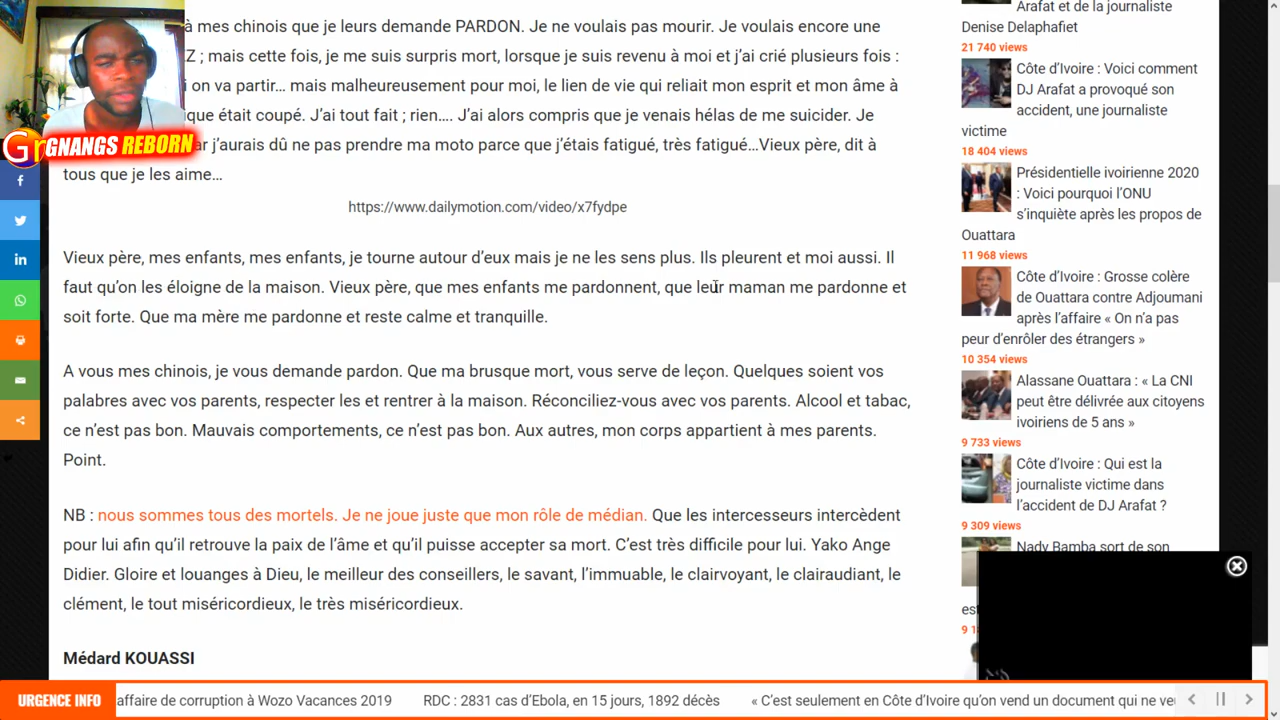 à mes chinois que je leurs demande PARDON. Je ne voulais pas mourir. Je voulais encore une
Z ; mais cette fois, je me suis surpris mort, lorsque je suis revenu à moi et j'ai crié plusieurs fois :
i on va partir… mais malheureusement pour moi, le lien de vie qui reliait mon esprit et mon âme à
que était coupé. J'ai tout fait ; rien…. J'ai alors compris que je venais hélas de me suicider. Je
ar j'aurais dû ne pas prendre ma moto parce que j'étais fatigué, très fatigué…Vieux père, dit à
tous que je les aime…
https://www.dailymotion.com/video/x7fydpe
Vieux père, mes enfants, mes enfants, je tourne autour d'eux mais je ne les sens plus. Ils pleurent et moi aussi. Il
faut qu'on les éloigne de la maison. Vieux père, que mes enfants me pardonnent, que leur maman me pardonne et
soit forte. Que ma mère me pardonne et reste calme et tranquille.
A vous mes chinois, je vous demande pardon. Que ma brusque mort, vous serve de leçon. Quelques soient vos
palabres avec vos parents, respecter les et rentrer à la maison. Réconciliez-vous avec vos parents. Alcool et tabac,
ce n'est pas bon. Mauvais comportements, ce n'est pas bon. Aux autres, mon corps appartient à mes parents.
Point.
NB : nous sommes tous des mortels. Je ne joue juste que mon rôle de médian. Que les intercesseurs intercèdent
pour lui afin qu'il retrouve la paix de l'âme et qu'il puisse accepter sa mort. C'est très difficile pour lui. Yako Ange
Didier. Gloire et louanges à Dieu, le meilleur des conseillers, le savant, l'immuable, le clairvoyant, le clairaudiant, le
clément, le tout miséricordieux, le très miséricordieux.
Médard KOUASSI
Gr GNANGS REBORN
Arafat et de la journaliste
Denise Delaphafiet
21 740 views
Côte d'Ivoire : Voici comment
DJ Arafat a provoqué son
accident, une journaliste
victime
18 404 views
Présidentielle ivoirienne 2020
: Voici pourquoi l'ONU
s'inquiète après les propos de
Ouattara
11 968 views
Côte d'Ivoire : Grosse colère
de Ouattara contre Adjoumani
après l'affaire « On n'a pas
peur d'enrôler des étrangers »
10 354 views
Alassane Ouattara : « La CNI
peut être délivrée aux citoyens
ivoiriens de 5 ans »
9 733 views
Côte d'Ivoire : Qui est la
journaliste victime dans
l'accident de DJ Arafat ?
9 309 views
Nady Bamba sort de son
URGENCE INFO
affaire de corruption à Wozo Vacances 2019 RDC : 2831 cas d'Ebola, en 15 jours, 1892 décès « C'est seulement en Côte d'Ivoire qu'on vend un document qui ne